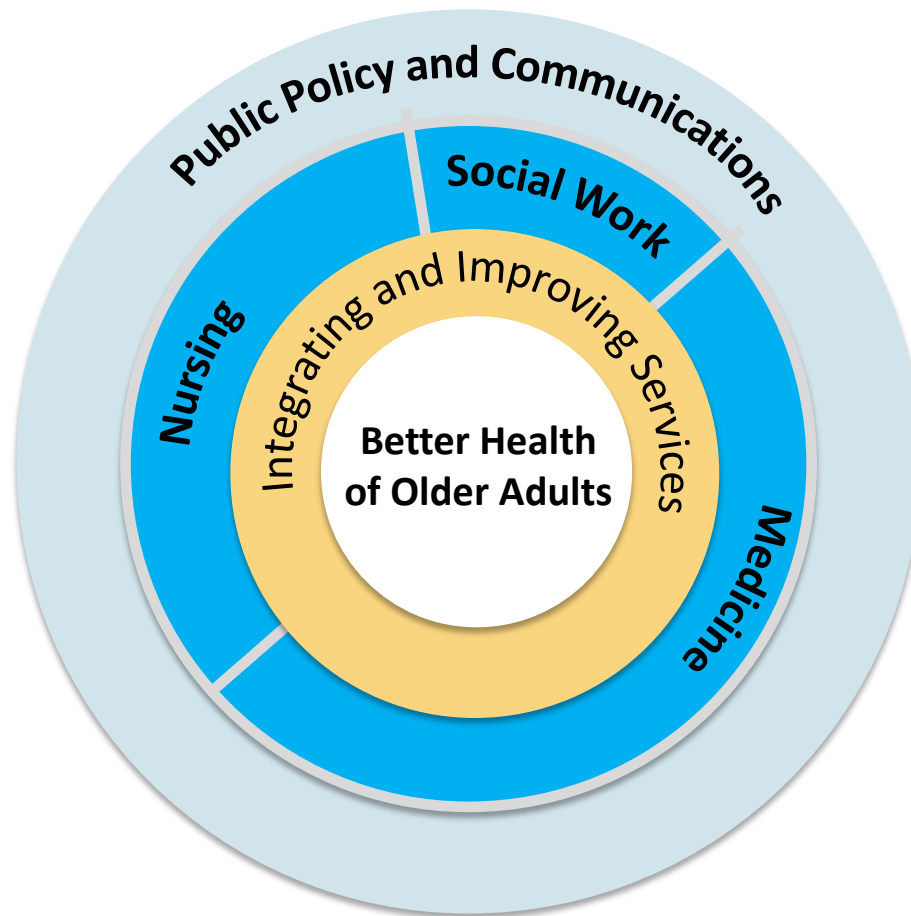 Public Policy and Communications
Social Work
Nursing
Medicine
Integrating and Improving Services
Better Health
of Older Adults